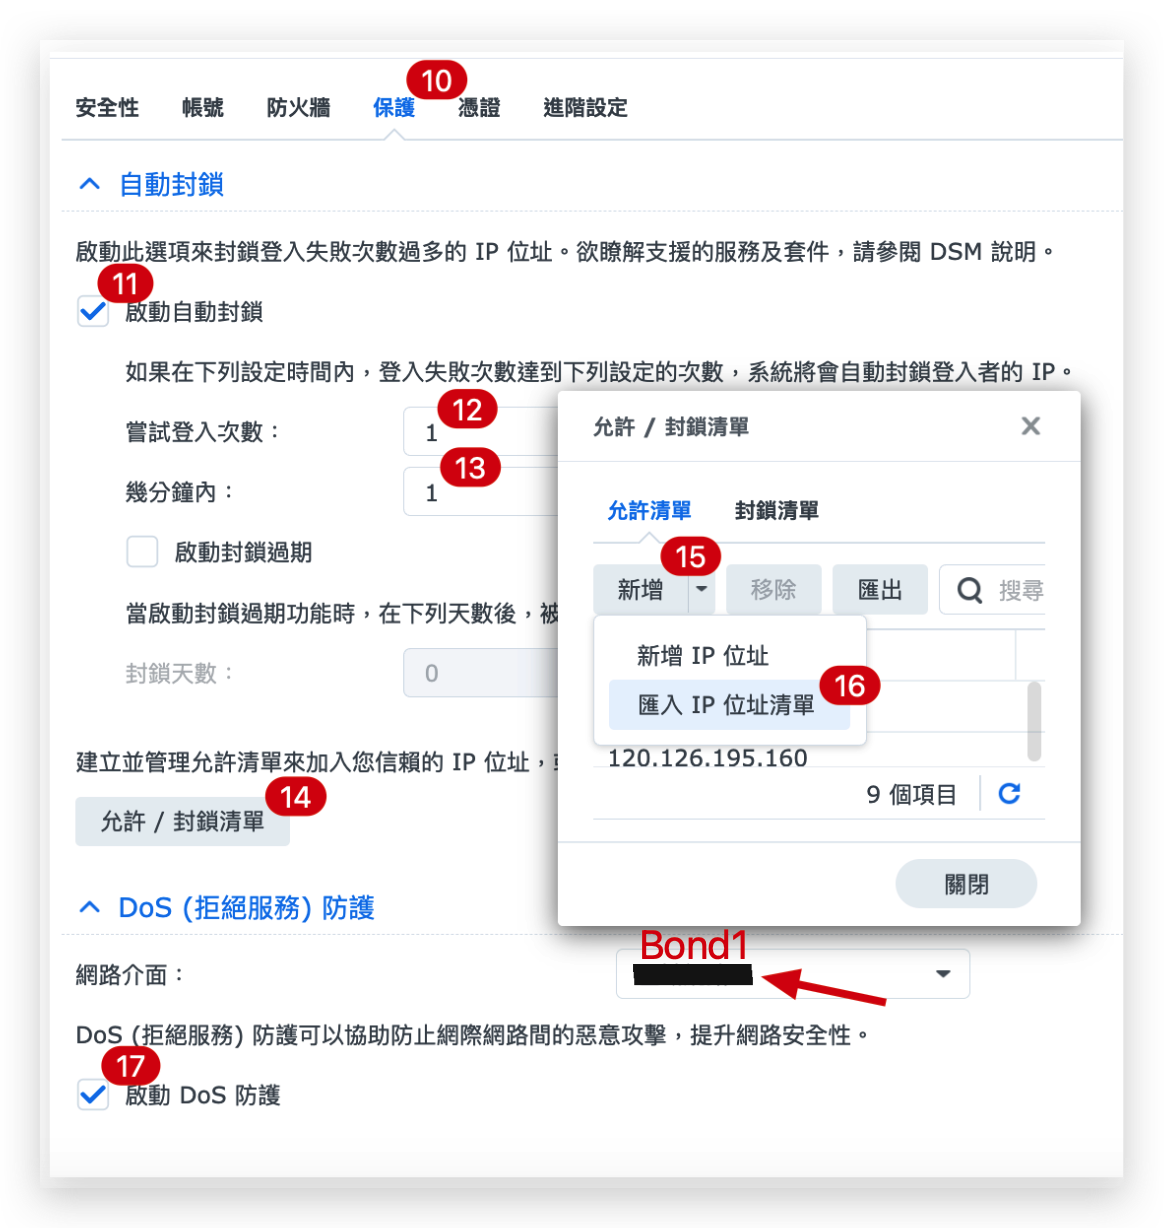 10
安全性 帳號 防火牆 保護 憑證 進階設定
自動封鎖
啟動此選項來封鎖登入失敗次數過多的 IP 位址。欲瞭解支援的服務及套件，請參閱 DSM 說明。
11
啟動自動封鎖
如果在下列設定時間內，登入失敗次數達到下列設定的次數，系統將會自動封鎖登入者的 IP。
12
嘗試登入次數： 1
13
幾分鐘內： 1
啟動封鎖過期
當啟動封鎖過期功能時，在下列天數後，被
封鎖天數： 0
建立並管理允許清單來加入您信賴的 IP 位址，
14
允許 / 封鎖清單
允許 / 封鎖清單
允許清單 封鎖清單
15
新增 移除 匯出 搜尋
新增 IP 位址
16
匯入 IP 位址清單
120.126.195.160
9 個項目
關閉
DoS (拒絕服務) 防護
Bond1
網路介面：
DoS (拒絕服務) 防護可以協助防止網際網路間的惡意攻擊，提升網路安全性。
17
啟動 DoS 防護